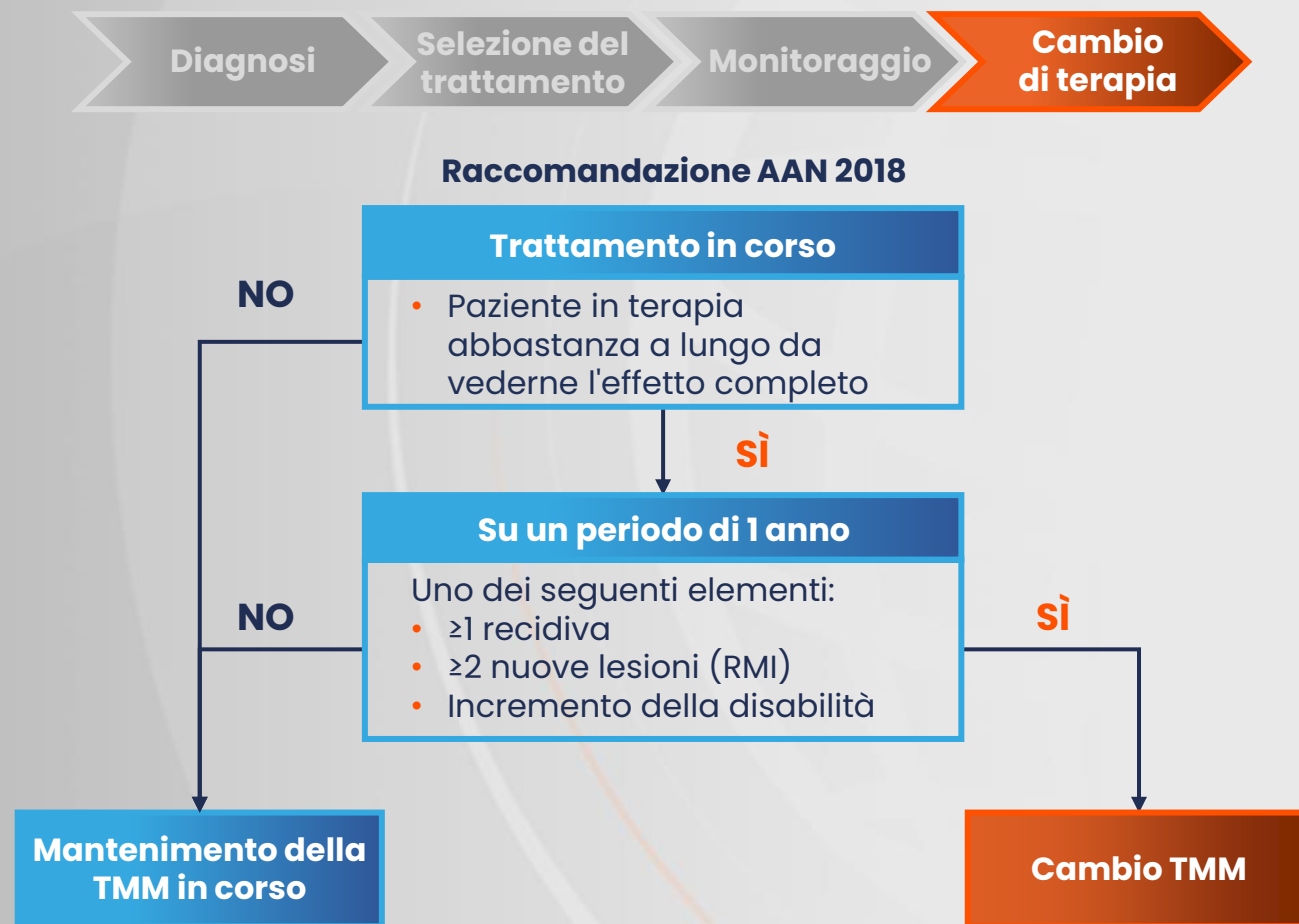 Diagnosi
Selezione del
trattamento
Monitoraggio
Cambio
di terapia
Raccomandazione AAN 2018
Trattamento in corso
NO
• Paziente in terapia
abbastanza a lungo da
vederne l'effetto completo
SÌ
Su un periodo di 1 anno
Uno dei seguenti elementi:
NO
• ≥1 recidiva
SÌ
• ≥2 nuove lesioni (RMI)
• Incremento della disabilità
Mantenimento della
TMM in corso
Cambio TMM